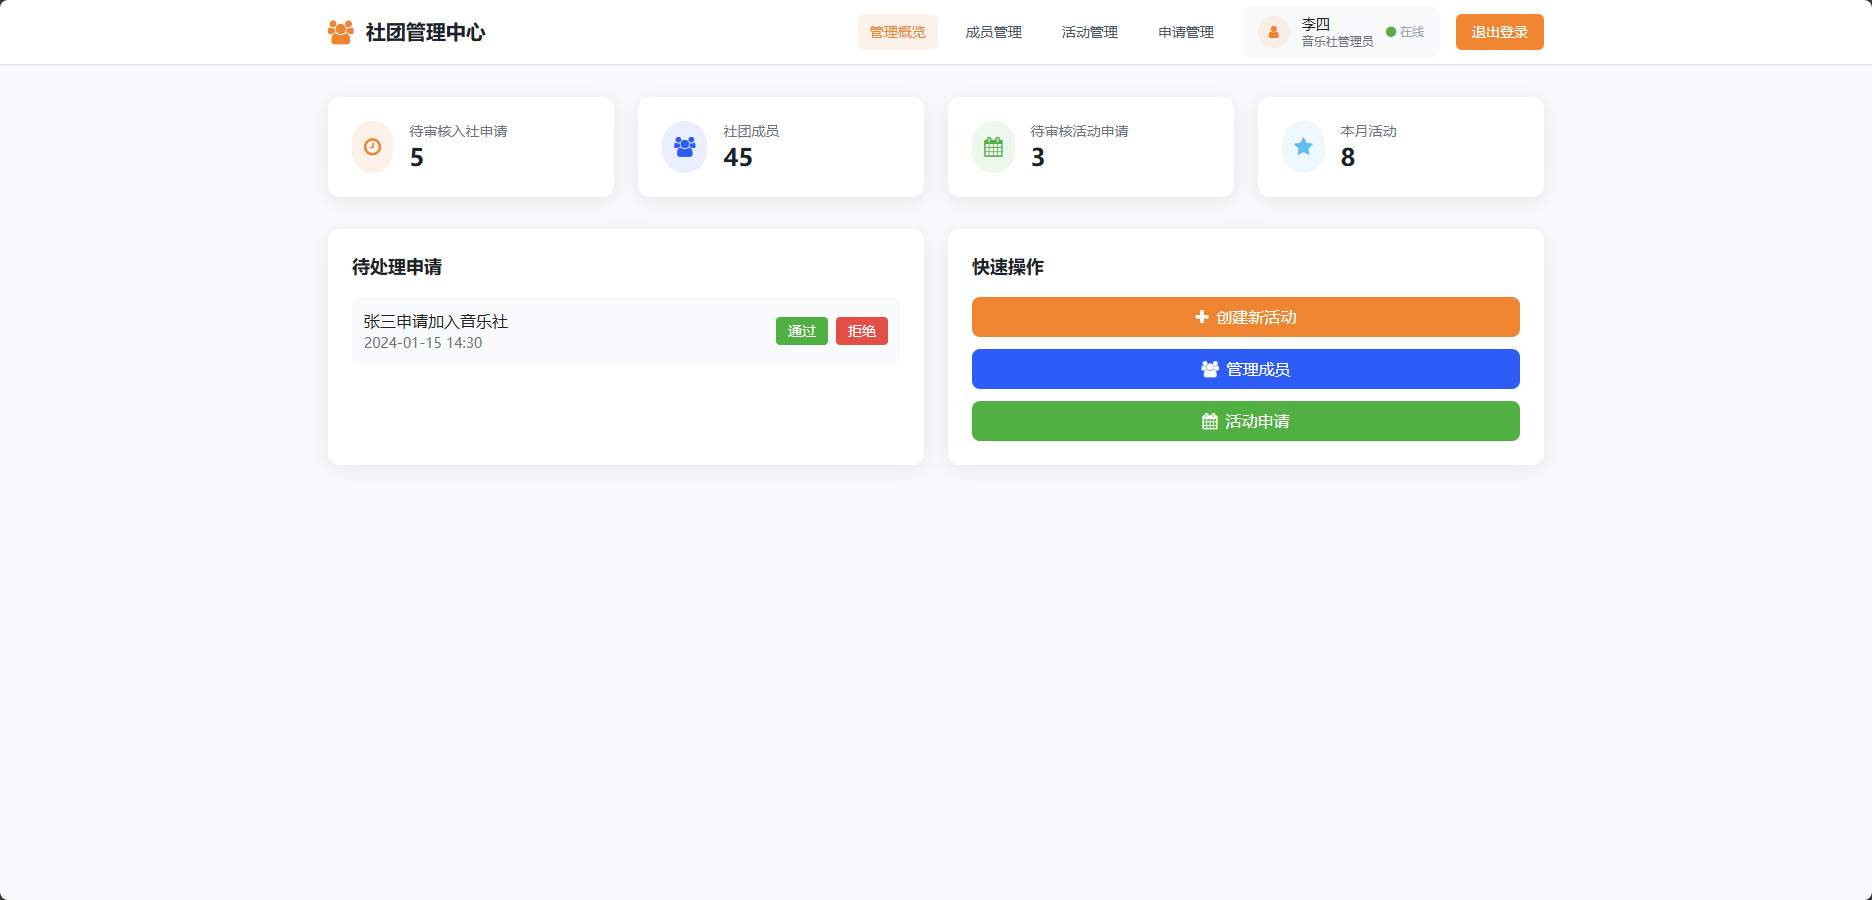 社团管理中心
管理概览
成员管理
活动管理
申请管理
李四
音乐社管理员
在线
退出登录
待审核入社申请
5
社团成员
45
待审核活动申请
3
本月活动
8
待处理申请
张三申请加入音乐社
2024-01-15 14:30
通过
拒绝
快速操作
创建新活动
管理成员
活动申请